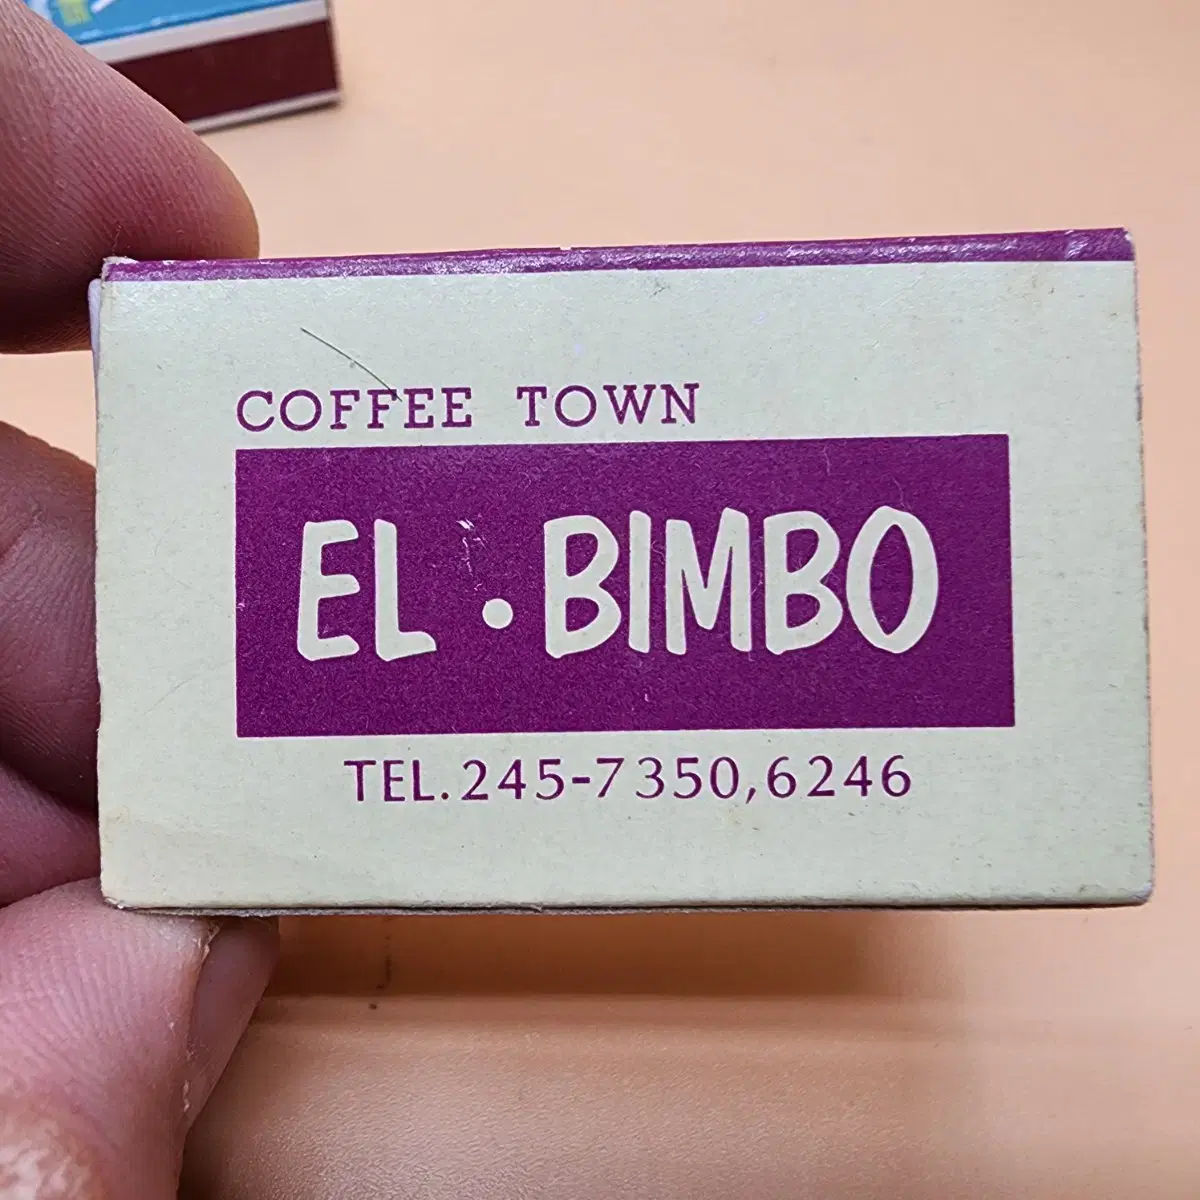 COFFEE TOWN
EL · BIMBO
TEL. 245-7350, 6246